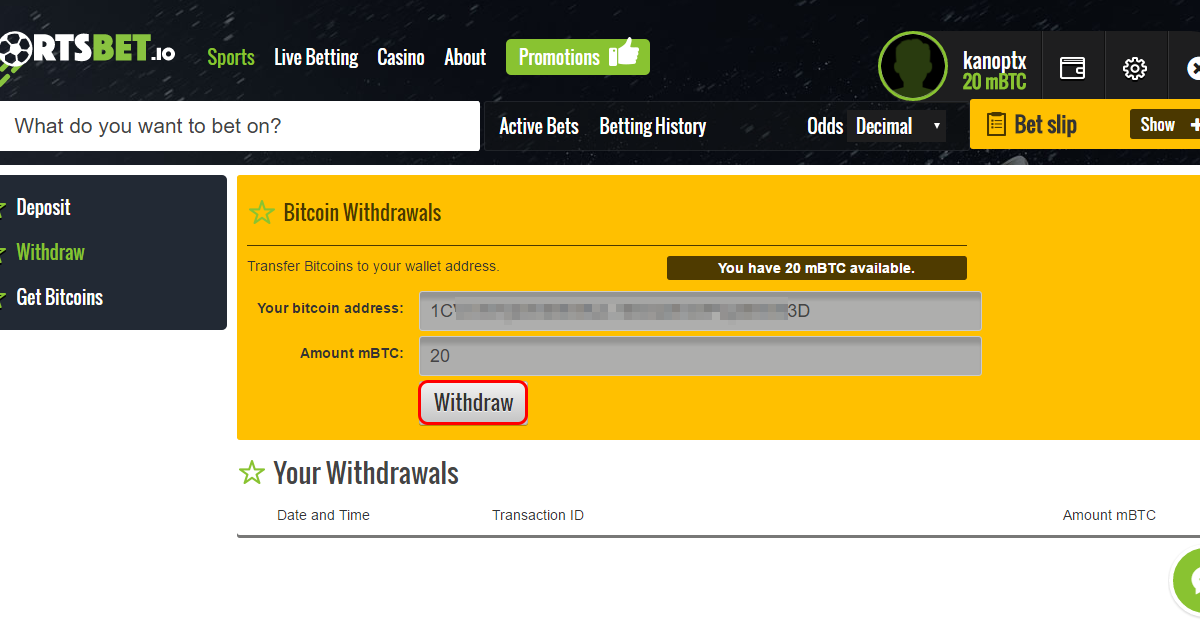 RTSBET.IO
Sports Live Betting Casino About Promotions
kanoptx
20 mBTC
What do you want to bet on?
Active Bets Betting History Odds Decimal
Bet slip Show +
Deposit
Withdraw
Get Bitcoins
Bitcoin Withdrawals
Transfer Bitcoins to your wallet address. You have 20 mBTC available.
Your bitcoin address: 1C 3D
Amount mBTC: 20
Withdraw
Your Withdrawals
Date and Time Transaction ID Amount mBTC